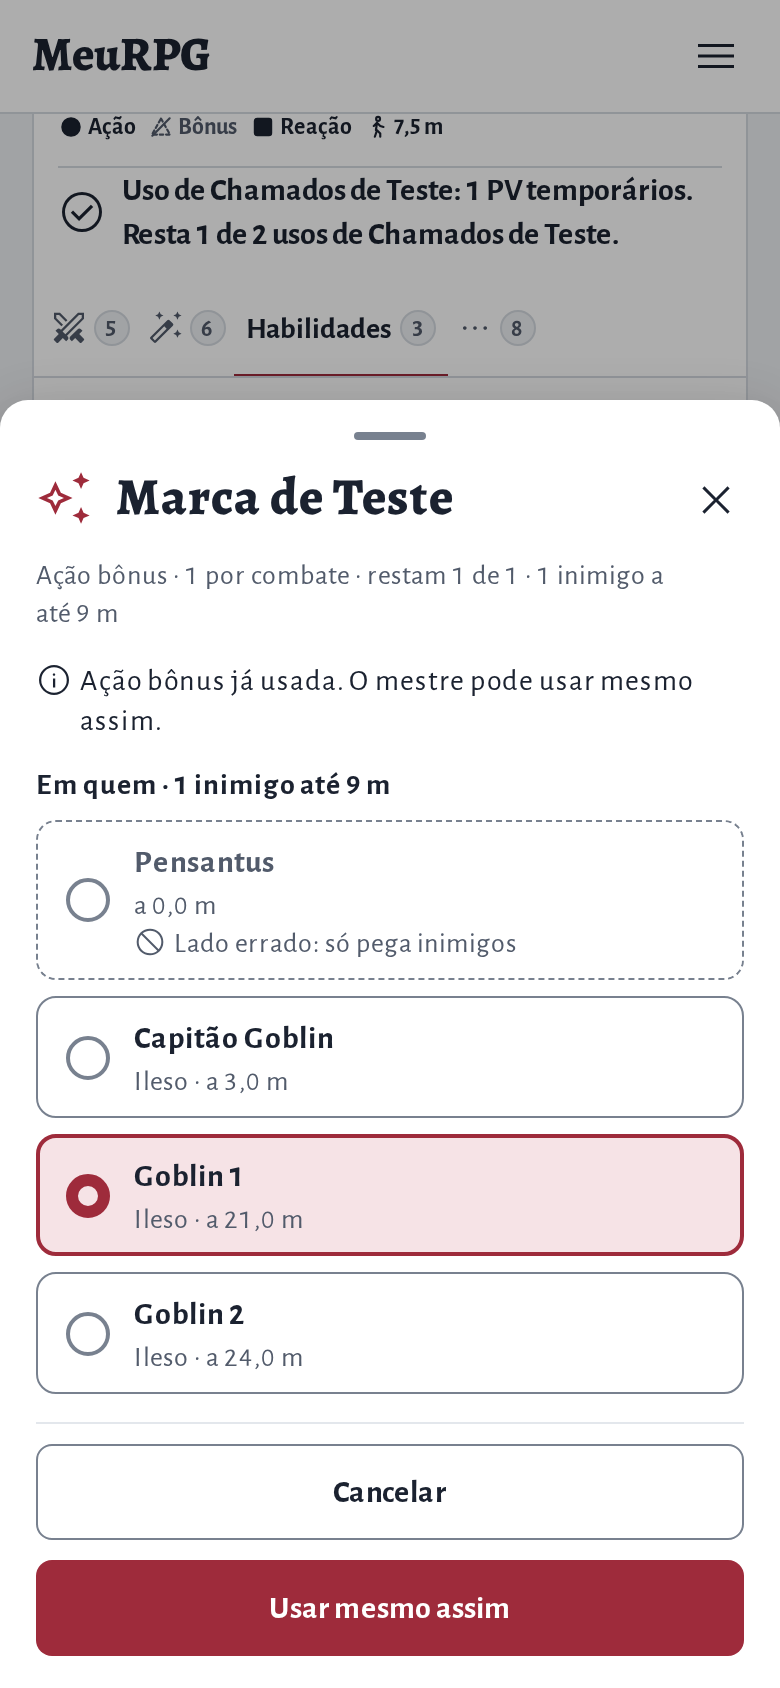 MeuRPG
Ação Bônus Reação 7,5 m
Uso de Chamados de Teste: 1 PV temporários.
Resta 1 de 2 usos de Chamados de Teste.
5 6 Habilidades 3 ··· 8
Marca de Teste
Ação bônus · 1 por combate · restam 1 de 1 · 1 inimigo a
até 9 m
Ação bônus já usada. O mestre pode usar mesmo
assim.
Em quem · 1 inimigo até 9 m
Pensantus
a 0,0 m
Lado errado: só pega inimigos
Capitão Goblin
Ileso · a 3,0 m
Goblin 1
Ileso · a 21,0 m
Goblin 2
Ileso · a 24,0 m
Cancelar
Usar mesmo assim